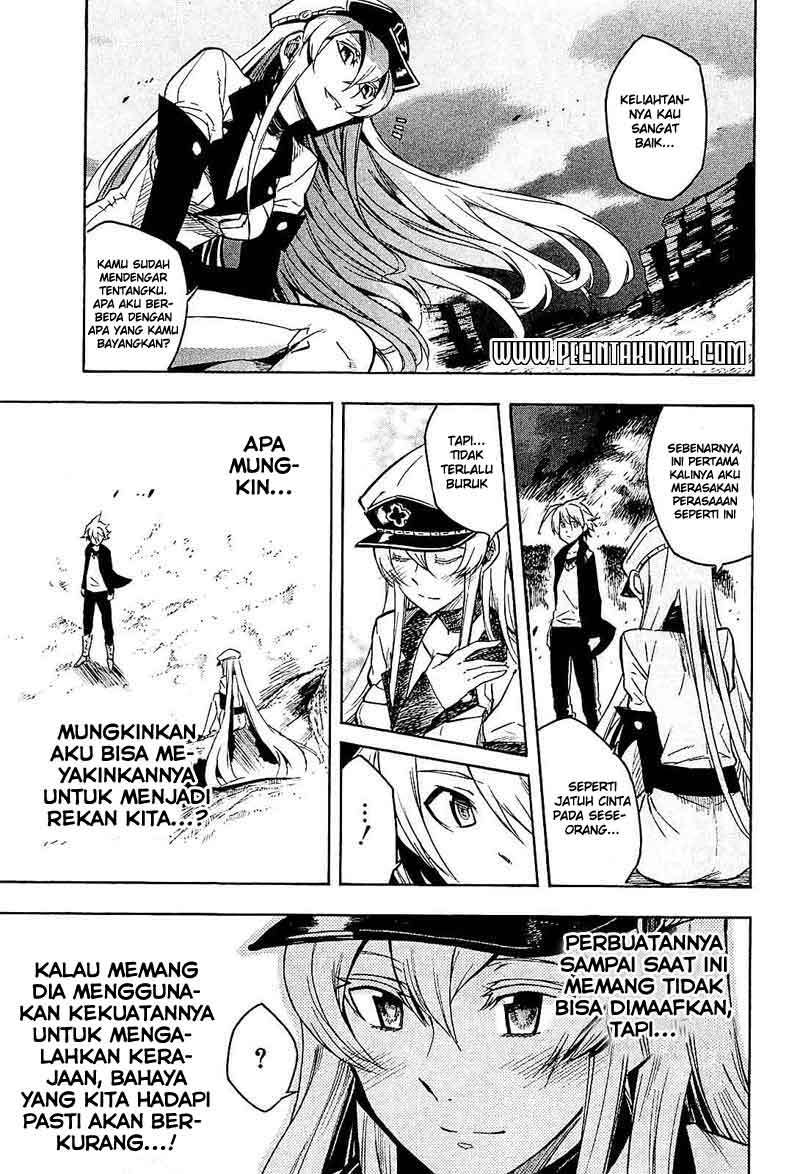 KELIAHTAN-
NYA KAU
SANGAT
BAIK...
KAMU SUDAH
MENDENGAR
TENTANGKU.
APA AKU BER-
BEDA DENGAN
APA YANG KAMU
BAYANGKAN?
WWW.PECINTAKOMIK.COM
SEBENARNYA,
INI PERTAMA
KALINYA AKU
MERASAKAN
PERASAAAN
SEPERTI INI
TAPI...
TIDAK
TERLALU
BURUK
SEPERTI
JATUH CINTA
PADA SESE-
ORANG...
...!
APA
MUNG-
KIN...
MUNGKINKAN
AKU BISA ME-
YAKINKANNYA
UNTUK MENJADI
REKAN KITA...?
PERBUATANNYA
SAMPAI SAAT INI
MEMANG TIDAK
BISA DIMAAFKAN,
TAPI...
?
KALAU MEMANG
DIA MENGGUNA-
KAN KEKUATANNYA
UNTUK MENGA-
LAHKAN KERA-
JAAN, BAHAYA
YANG KITA HADAPI
PASTI AKAN BER-
KURANG...!